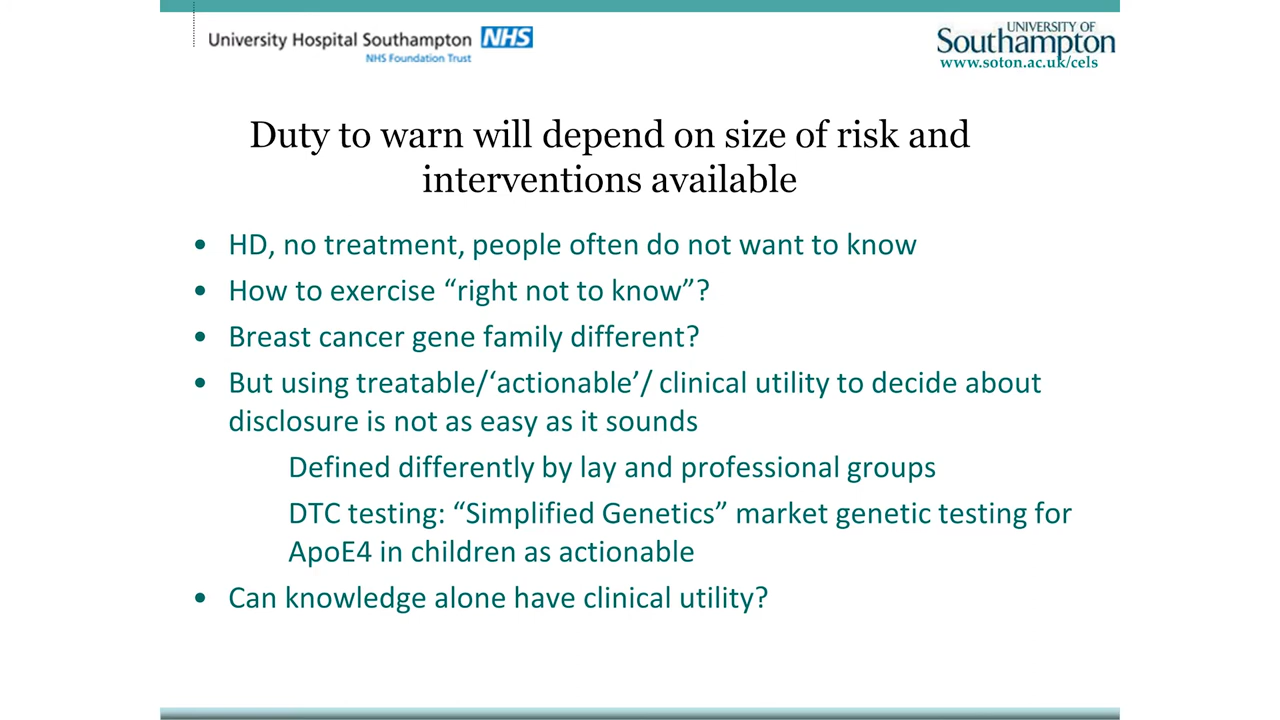 University Hospital Southampton NHS
NHS Foundation Trust
UNIVERSITY OF
Southampton
www.soton.ac.uk/cels
Duty to warn will depend on size of risk and
interventions available
• HD, no treatment, people often do not want to know
• How to exercise “right not to know”?
• Breast cancer gene family different?
• But using treatable/‘actionable’/ clinical utility to decide about
disclosure is not as easy as it sounds
Defined differently by lay and professional groups
DTC testing: “Simplified Genetics” market genetic testing for
ApoE4 in children as actionable
• Can knowledge alone have clinical utility?